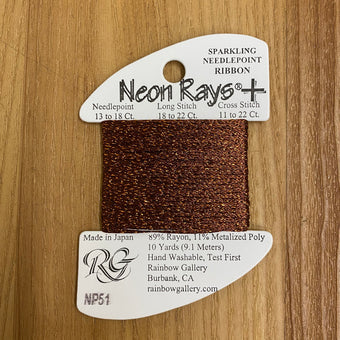 SPARKLING
NEEDLEPOINT
RIBBON
Neon Rays®+
Needlepoint Long Stitch Cross Stitch
13 to 18 Ct. 18 to 22 Ct. 11 to 22 Ct.
Made in Japan
RG
NP51
89% Rayon, 11% Metalized Poly
10 Yards (9.1 Meters)
Hand Washable, Test First
Rainbow Gallery
Burbank, CA
rainbowgallery.com